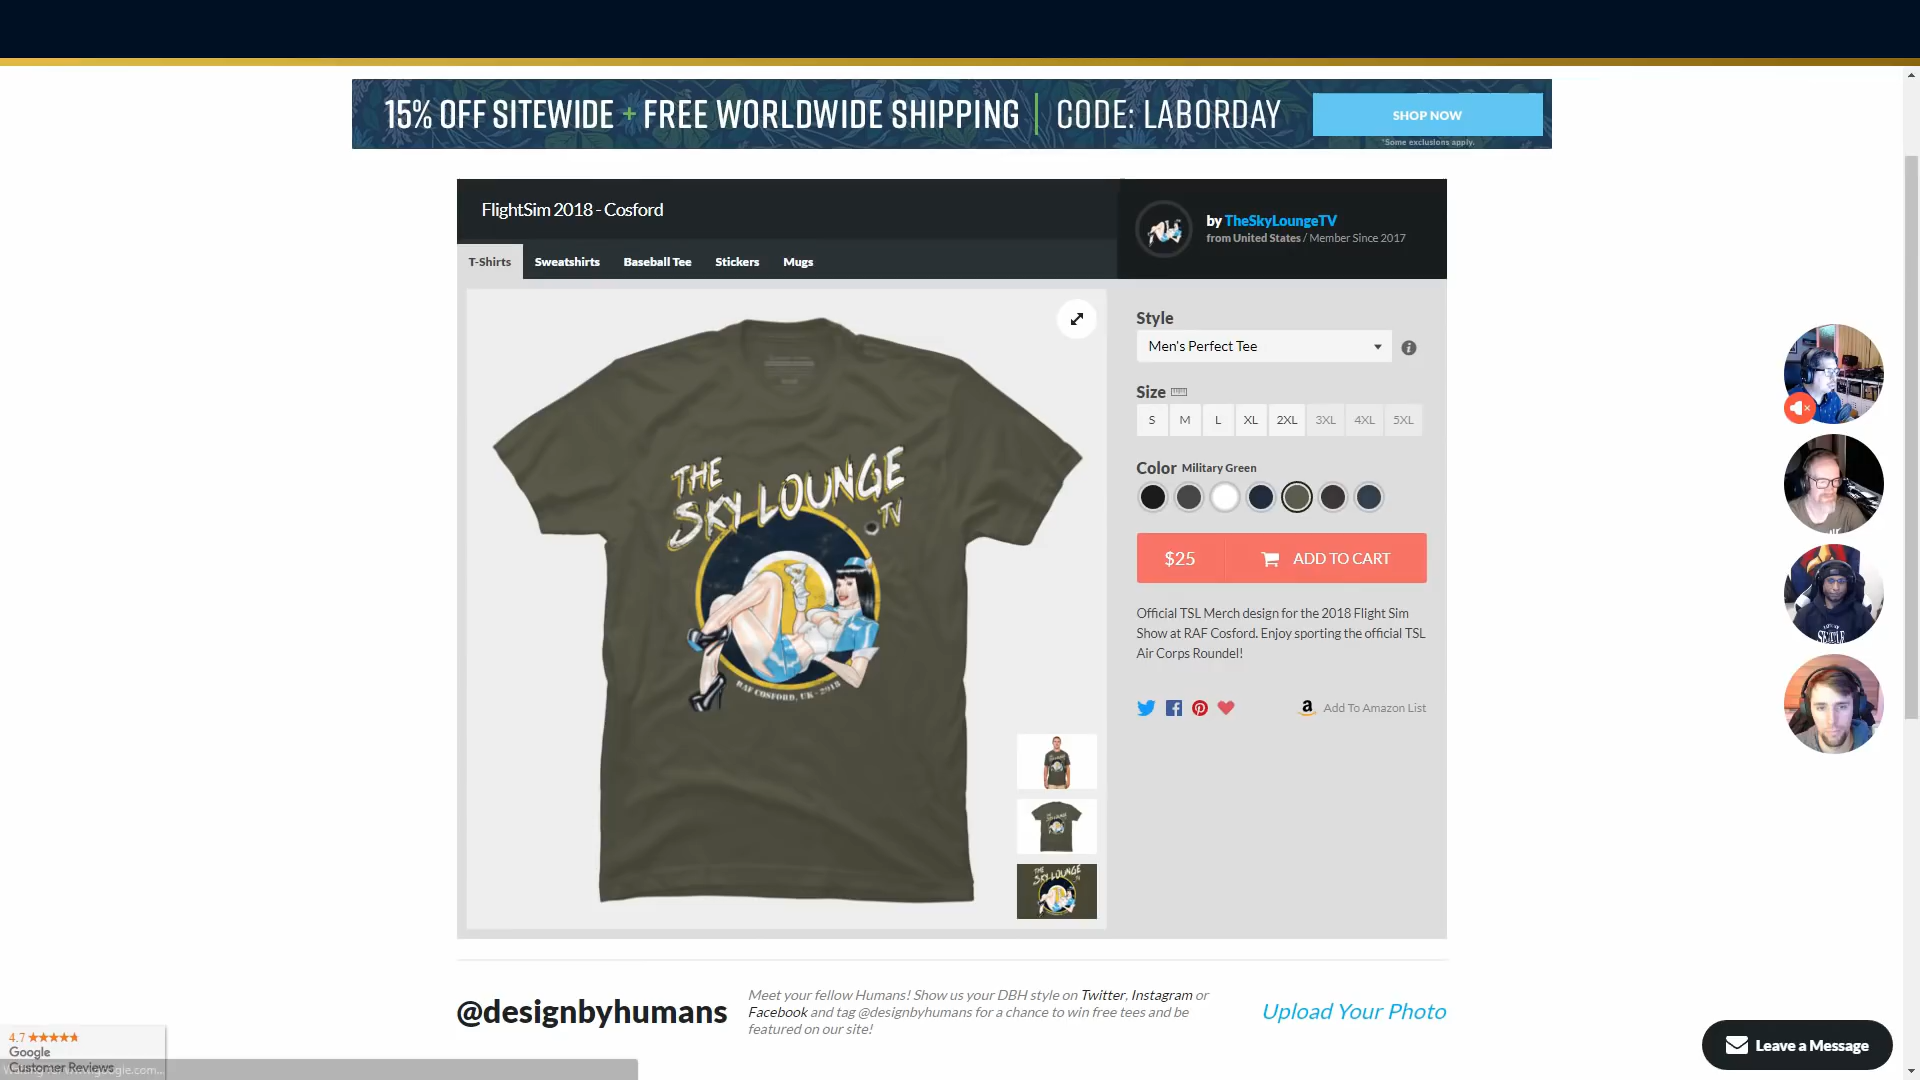 15% OFF SITEWIDE + FREE WORLDWIDE SHIPPING | CODE: LABORDAY
SHOP NOW
*Some exclusions apply.
FlightSim 2018 - Cosford
by TheSkyLoungeTV
from United States / Member Since 2017
T-Shirts Sweatshirts Baseball Tee Stickers Mugs
THE
SKY LOUNGE
TV
RAF COSFORD, UK - 2018
Style
Men's Perfect Tee
Size
S M L XL 2XL 3XL 4XL 5XL
Color Military Green
$25 ADD TO CART
Official TSL Merch design for the 2018 Flight Sim
Show at RAF Cosford. Enjoy sporting the official TSL
Air Corps Roundel!
Add To Amazon List
@designbyhumans
Meet your fellow Humans! Show us your DBH style on Twitter, Instagram or
Facebook and tag @designbyhumans for a chance to win free tees and be
featured on our site!
Upload Your Photo
4.7
Google
Customer Reviews
Leave a Message